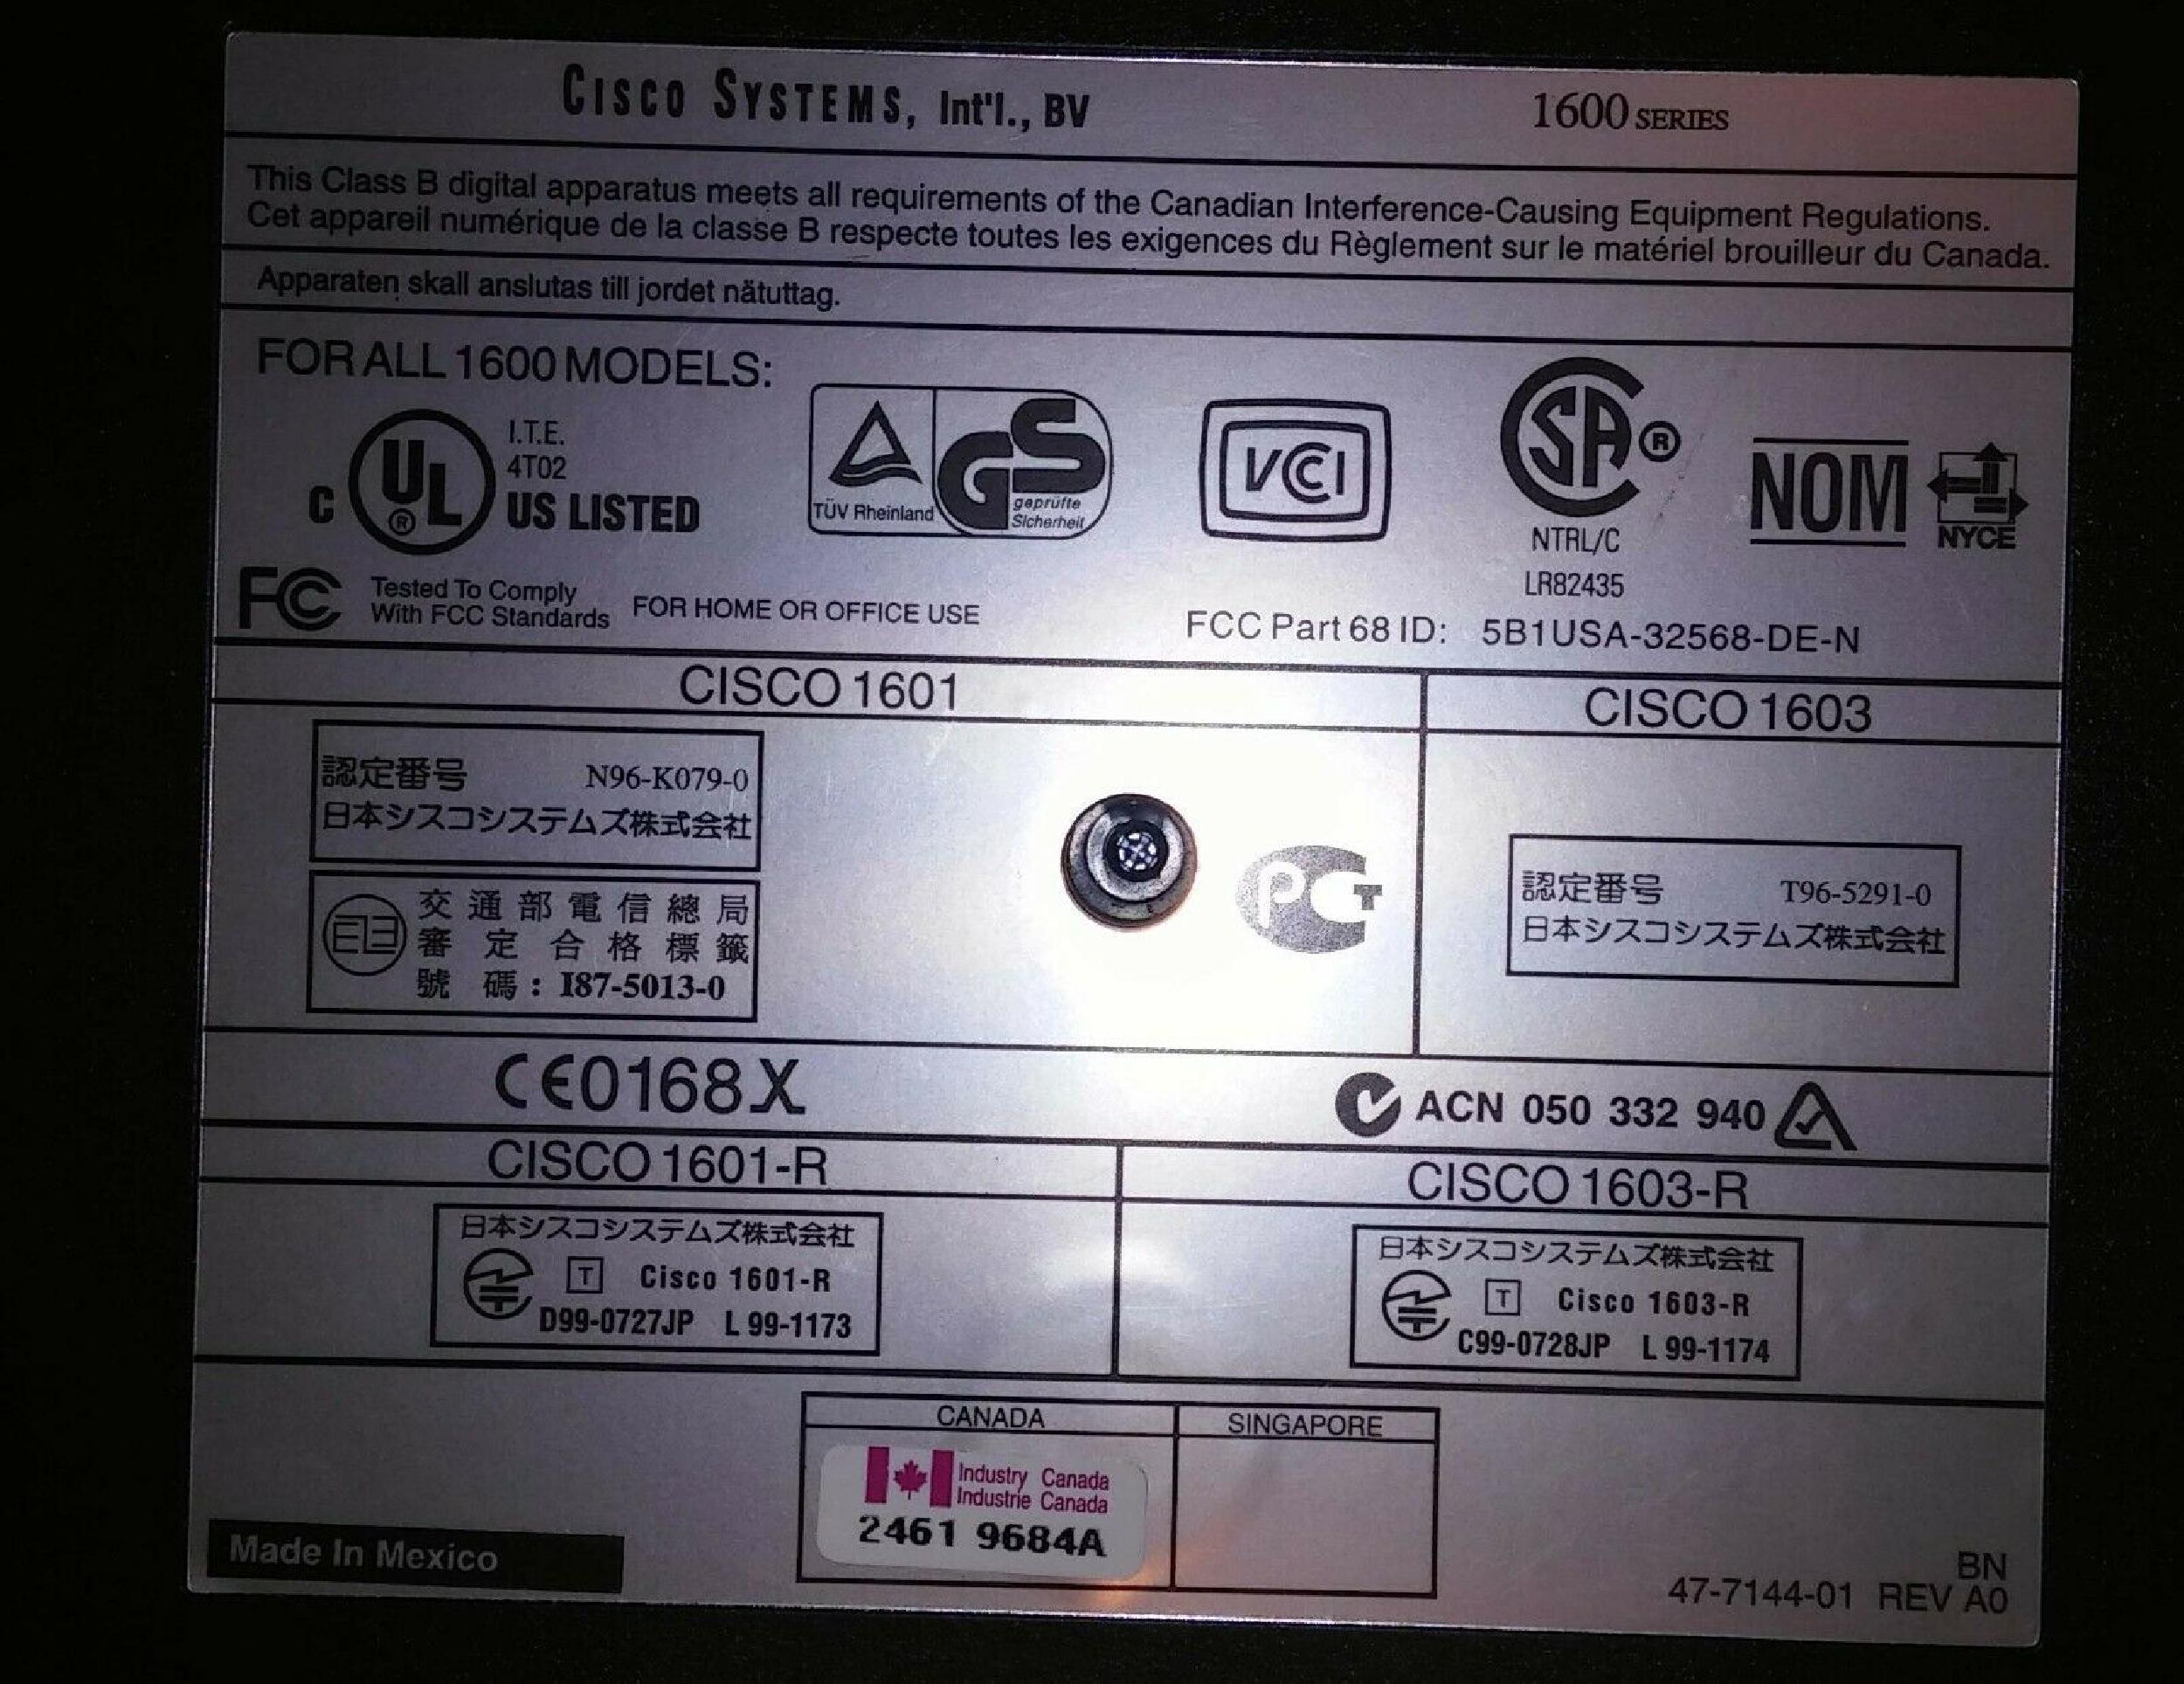 CISCO SYSTEMS, Int'l., BV 1600 SERIES
This Class B digital apparatus meets all requirements of the Canadian Interference-Causing Equipment Regulations.
Cet appareil numérique de la classe B respecte toutes les exigences du Règlement sur le matériel brouilleur du Canada.
Apparaten skall anslutas till jordet nätuttag.
FOR ALL 1600 MODELS:
C UL ®
I.T.E.
4T02
US LISTED
TÜV Rheinland
GS
geprüfte
Sicherheit
VCCI
SA ®
NTRL/C
LR82435
NOM
NYCE
FC
Tested To Comply
With FCC Standards
FOR HOME OR OFFICE USE
FCC Part 68 ID: 5B1USA-32568-DE-N
CISCO 1601
認定番号 N96-K079-0
日本シスコシステムズ株式会社
交通部電信總局
審定合格標籤
號碼: I87-5013-0
PCT
CISCO 1603
認定番号 T96-5291-0
日本シスコシステムズ株式会社
CE0168X
ACN 050 332 940
CISCO 1601-R
日本シスコシステムズ株式会社
T Cisco 1601-R
D99-0727JP L 99-1173
CISCO 1603-R
日本シスコシステムズ株式会社
T Cisco 1603-R
C99-0728JP L 99-1174
CANADA
Industry Canada
Industrie Canada
2461 9684A
SINGAPORE
Made In Mexico
BN
47-7144-01 REV A0